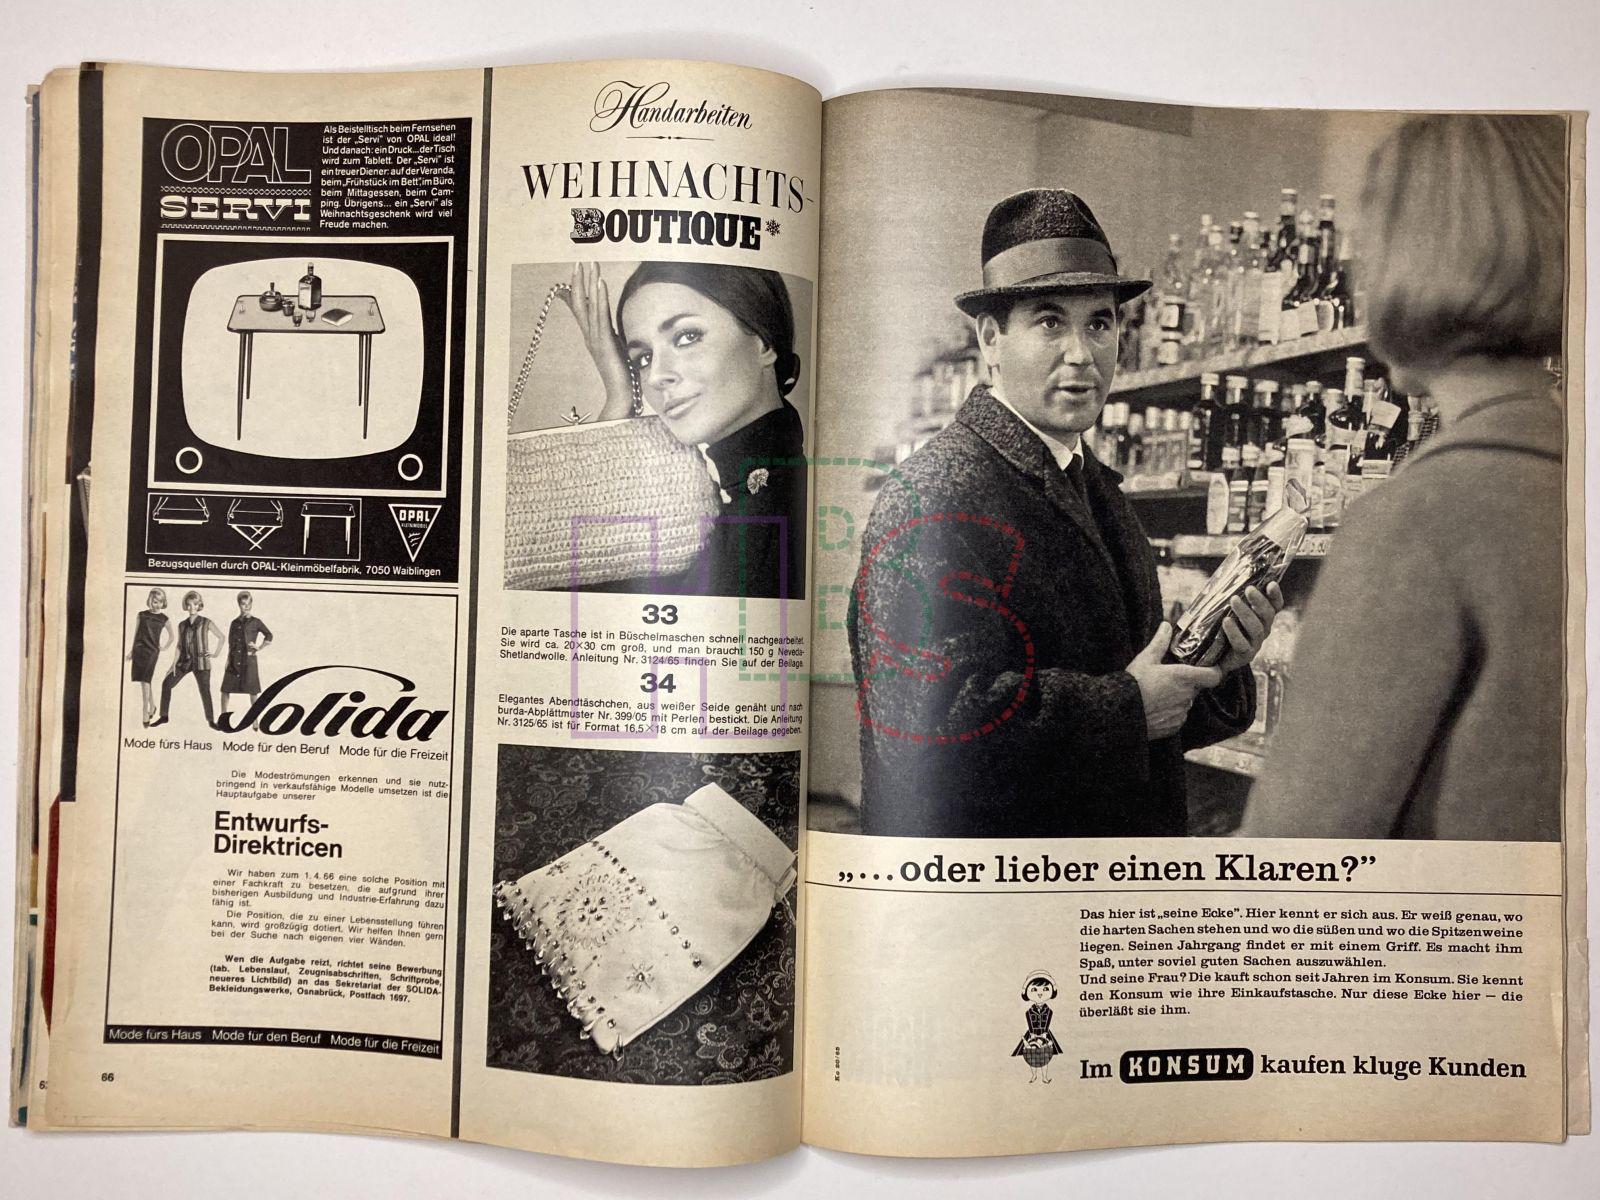 OPAL
SERVI
Als Beistelltisch beim Fernsehen
ist der „Servi" von OPAL ideal!
Und danach: ein Druck...der Tisch
wird zum Tablett. Der „Servi" ist
ein treuer Diener: auf der Veranda,
beim „Frühstück im Bett", im Büro,
beim Mittagessen, beim Cam-
ping. Übrigens... ein „Servi" als
Weihnachtsgeschenk wird viel
Freude machen.
OPAL
KLEINMÖBEL
Bezugsquellen durch OPAL-Kleinmöbelfabrik, 7050 Waiblingen
Solida
Mode fürs Haus Mode für den Beruf Mode für die Freizeit
Die Modeströmungen erkennen und sie nutz-
bringend in verkaufsfähige Modelle umsetzen ist die
Hauptaufgabe unserer
Entwurfs-
Direktricen
Wir haben zum 1. 4. 66 eine solche Position mit
einer Fachkraft zu besetzen, die aufgrund ihrer
bisherigen Ausbildung und Industrie-Erfahrung dazu
fähig ist.
Die Position, die zu einer Lebensstellung führen
kann, wird großzügig dotiert. Wir helfen Ihnen gern
bei der Suche nach eigenen vier Wänden.
Wen die Aufgabe reizt, richtet seine Bewerbung
(tab. Lebenslauf, Zeugnisabschriften, Schriftprobe,
neueres Lichtbild) an das Sekretariat der SOLIDA-
Bekleidungswerke, Osnabrück, Postfach 1697.
Mode fürs Haus Mode für den Beruf Mode für die Freizeit
66
Handarbeiten
WEIHNACHTS-
BOUTIQUE*
33
Die aparte Tasche ist in Büschelmaschen schnell nachgearbeitet.
Sie wird ca. 20×30 cm groß, und man braucht 150 g Neveda-
Shetlandwolle. Anleitung Nr. 3124/65 finden Sie auf der Beilage.
34
Elegantes Abendtäschchen, aus weißer Seide genäht und nach
burda-Abplättmuster Nr. 399/05 mit Perlen bestickt. Die Anleitung
Nr. 3125/65 ist für Format 16,5×18 cm auf der Beilage gegeben.
„...oder lieber einen Klaren?"
Das hier ist „seine Ecke". Hier kennt er sich aus. Er weiß genau, wo
die harten Sachen stehen und wo die süßen und wo die Spitzenweine
liegen. Seinen Jahrgang findet er mit einem Griff. Es macht ihm
Spaß, unter soviel guten Sachen auszuwählen.
Und seine Frau? Die kauft schon seit Jahren im Konsum. Sie kennt
den Konsum wie ihre Einkaufstasche. Nur diese Ecke hier – die
überläßt sie ihm.
Im KONSUM kaufen kluge Kunden